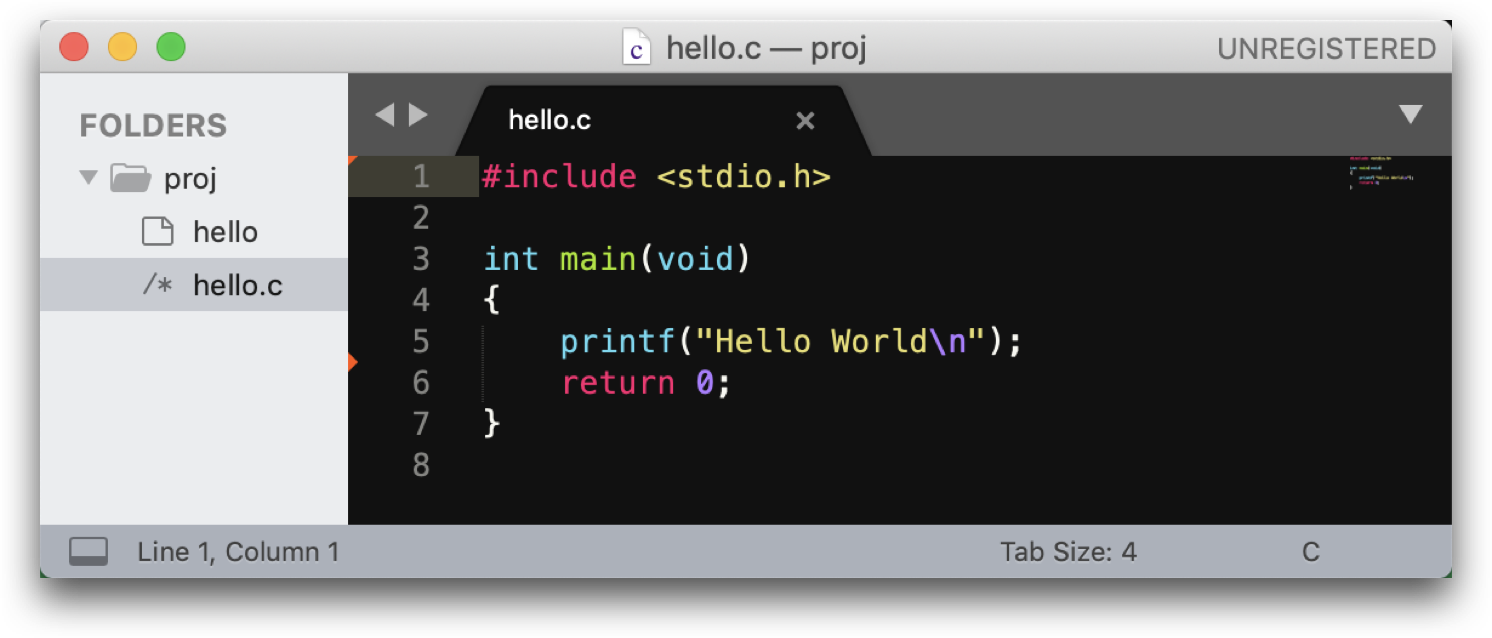 c hello.c — proj UNREGISTERED
FOLDERS
proj
hello
/* hello.c
hello.c ×
1 #include <stdio.h>
2
3 int main(void)
4 {
5     printf("Hello World\n");
6     return 0;
7 }
8
Line 1, Column 1 Tab Size: 4 C